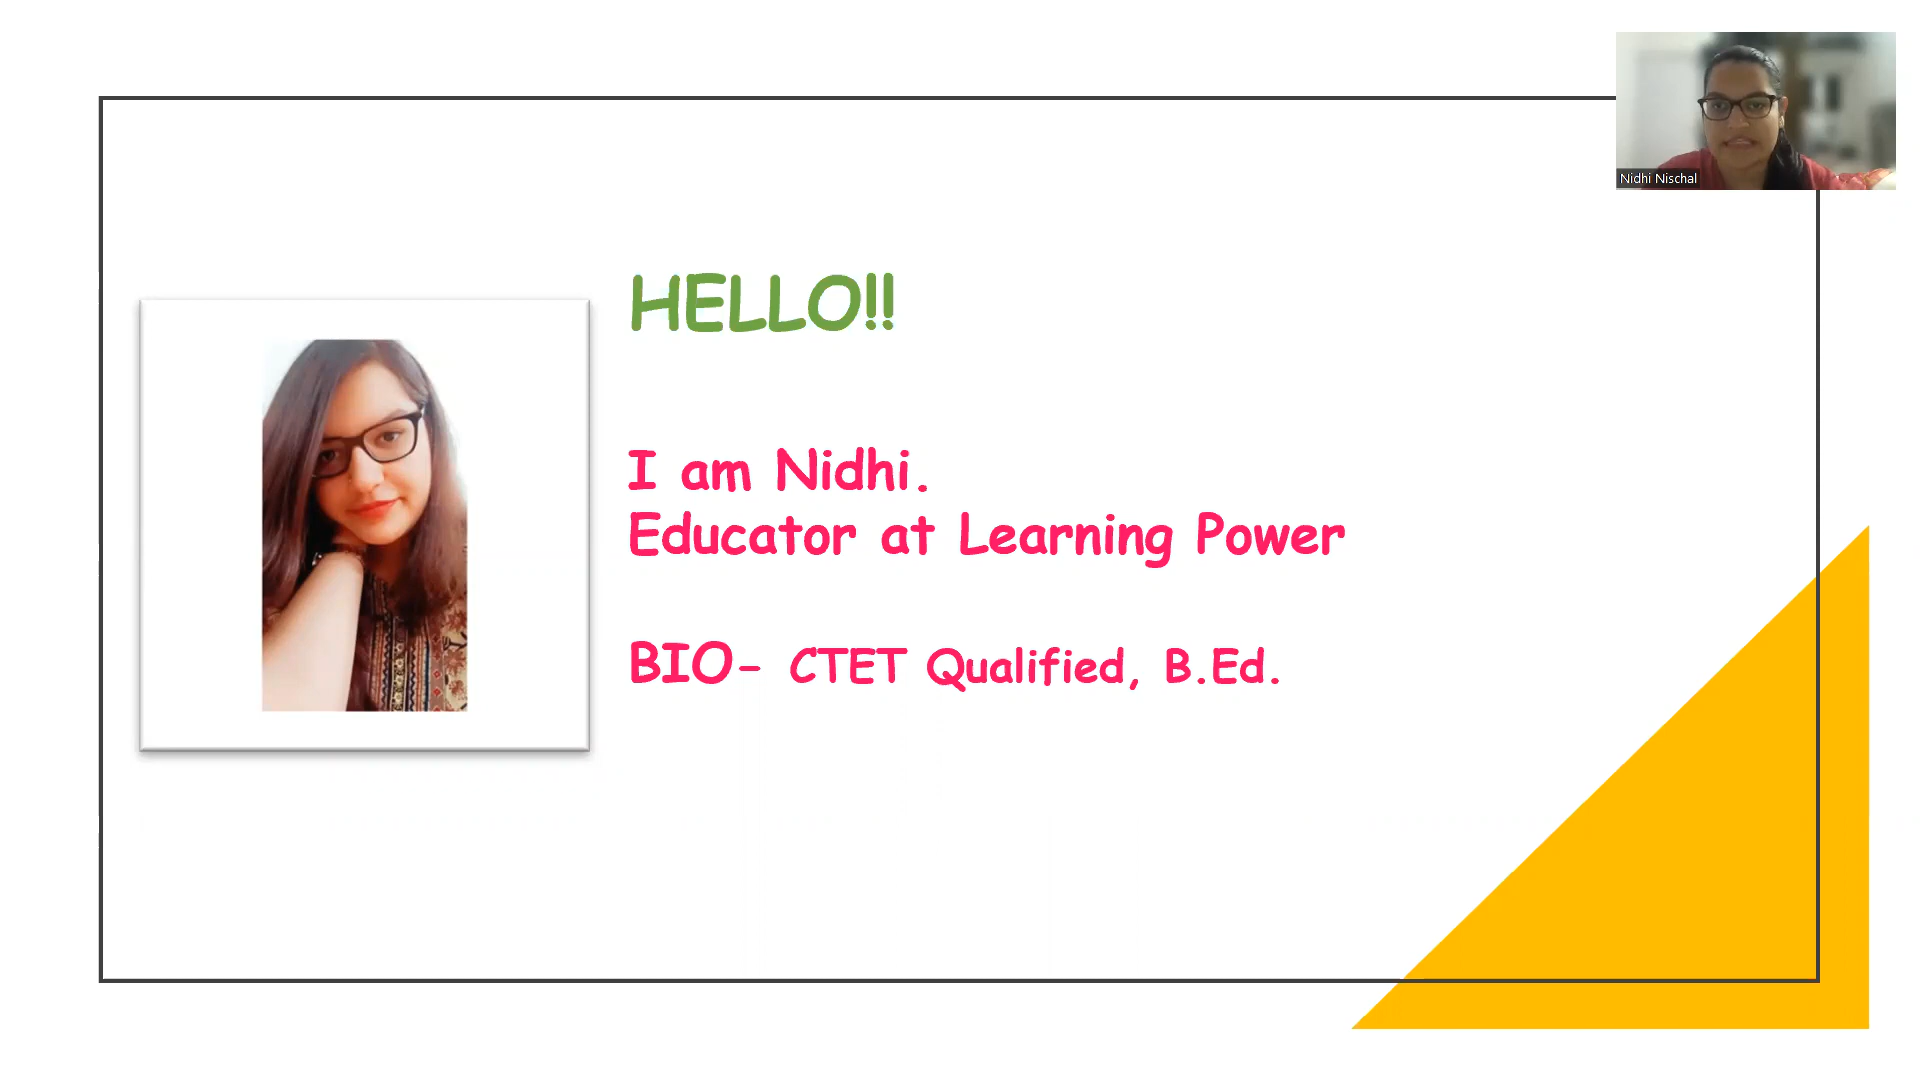 Nidhi Nischal
HELLO!!
I am Nidhi.
Educator at Learning Power
BIO- CTET Qualified, B.Ed.